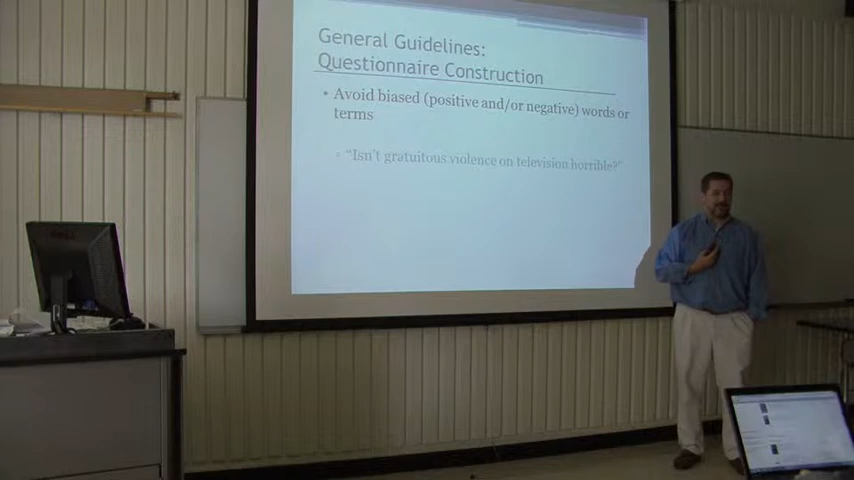 General Guidelines:
Questionnaire Construction
• Avoid biased (positive and/or negative) words or
terms
▫ "Isn't gratuitous violence on television horrible?"
DELL